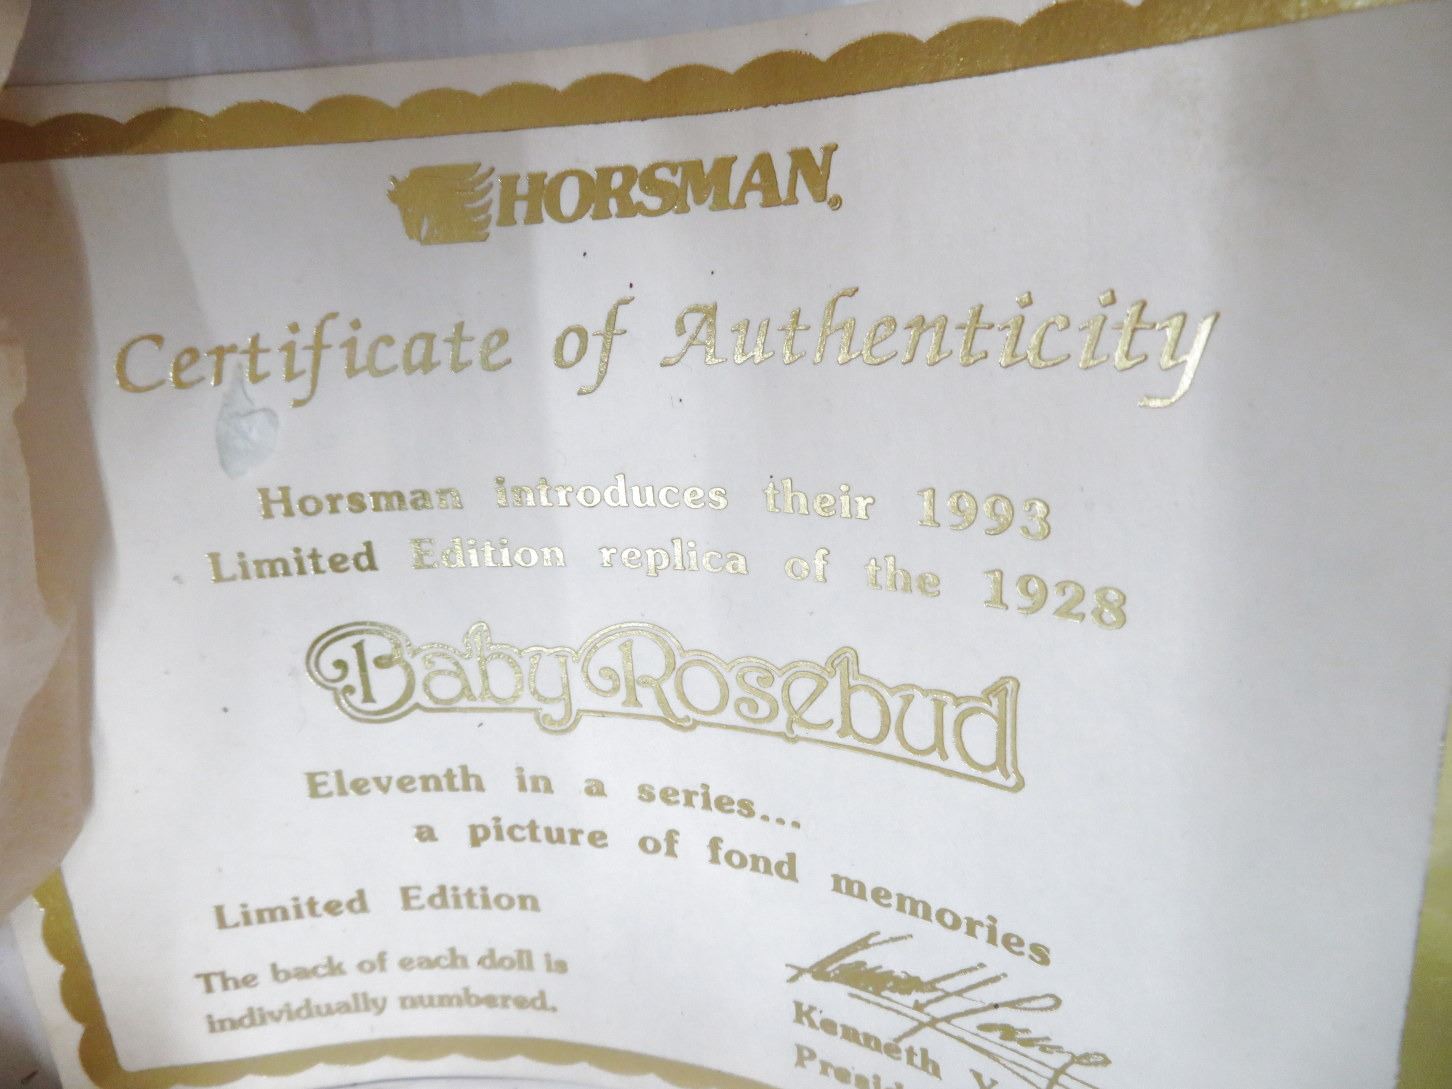 HORSMAN®
Certificate of Authenticity
Horsman introduces their 1993
Limited Edition replica of the 1928
Baby Rosebud
Eleventh in a series...
a picture of fond memories
Limited Edition
The back of each doll is
individually numbered.
Kenneth